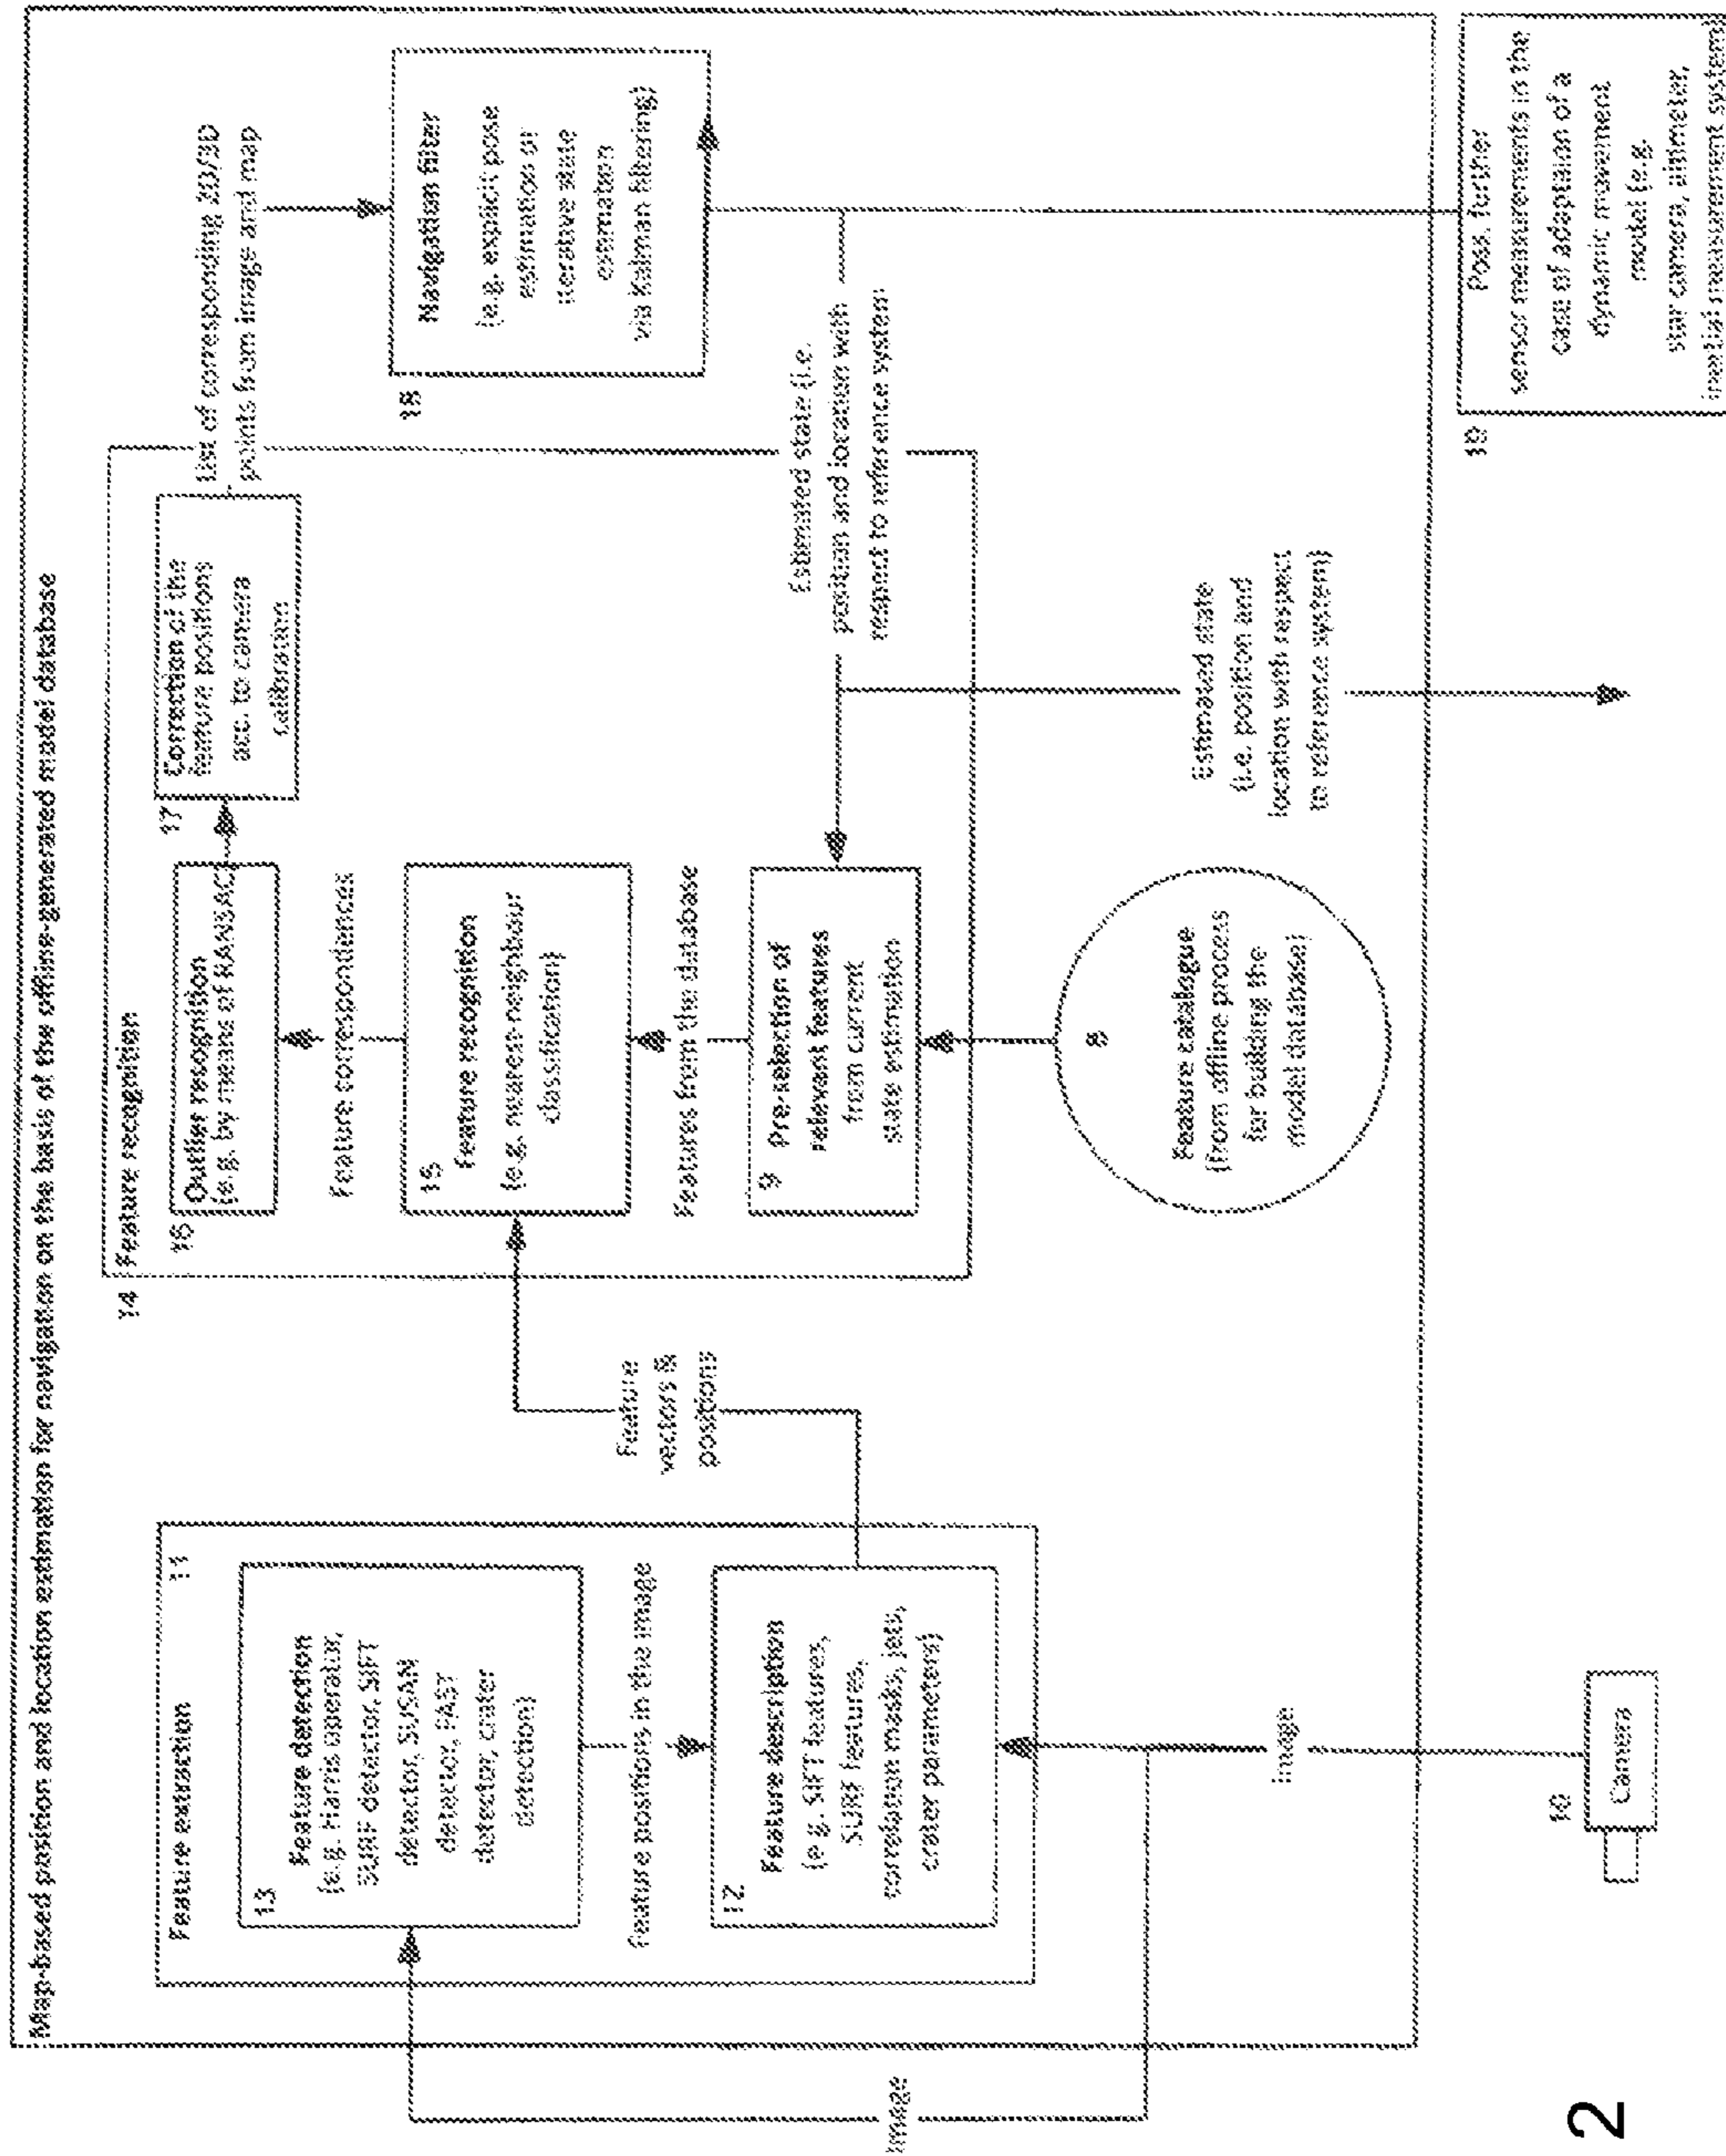 Map-based position and location estimation for navigation on the basis of the offline-generated model database
Feature extraction
11
13
Feature detection
(e.g. Harris operator,
SURF detector, SIFT
detector, SUSAN
detector, FAST
detector, crater
detection)
Feature positions in the image
12
Feature description
(e.g. SIFT features,
SURF features,
correlation masks, jets,
crater parameters)
Image
Image
10
Camera
Feature
vectors &
positions
14
Feature recognition
16
Outlier recognition
(e.g. by means of RANSAC)
Feature correspondences
15
Feature recognition
(e.g. nearest-neighbour
classification)
Features from the database
9
Pre-selection of
relevant features
from current
state estimation
8
Feature catalogue
(from offline process
for building the
model database)
17
Correction of the
feature positions
acc. to camera
calibration
List of corresponding 2D/3D
points from image and map
18
Navigation filter
(e.g. explicit pose
estimation or
iterative state
estimation
via Kalman filtering)
Estimated state (i.e.
position and location with
respect to reference system
Estimated state
(i.e. position and
location with respect
to reference system)
19
Poss. further
sensor measurements in the
case of adaptation of a
dynamic movement
model (e.g.
star camera, altimeter,
inertial measurement system)
2